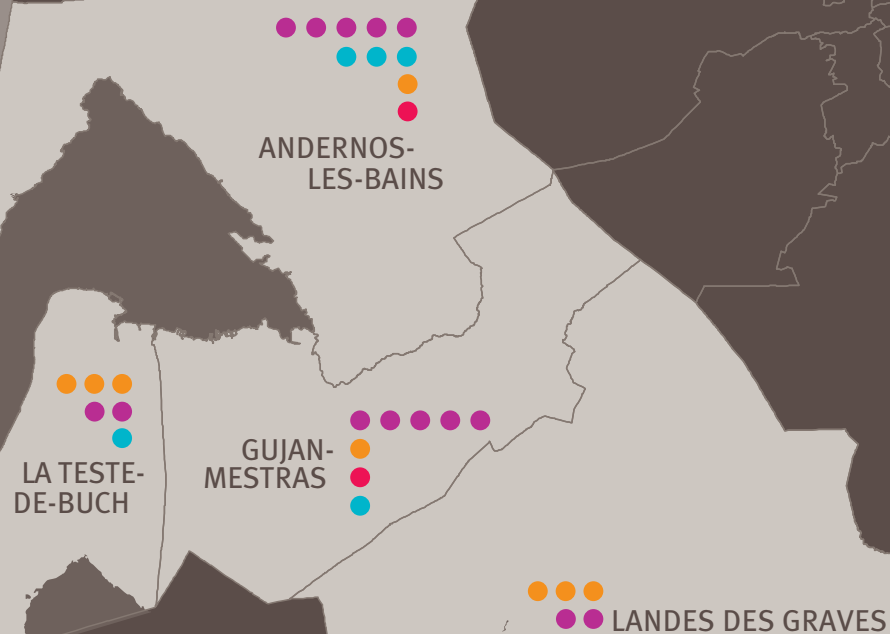 ANDERNOS-
LES-BAINS
GUJAN-
MESTRAS
LA TESTE-
DE-BUCH
LANDES DES GRAVES